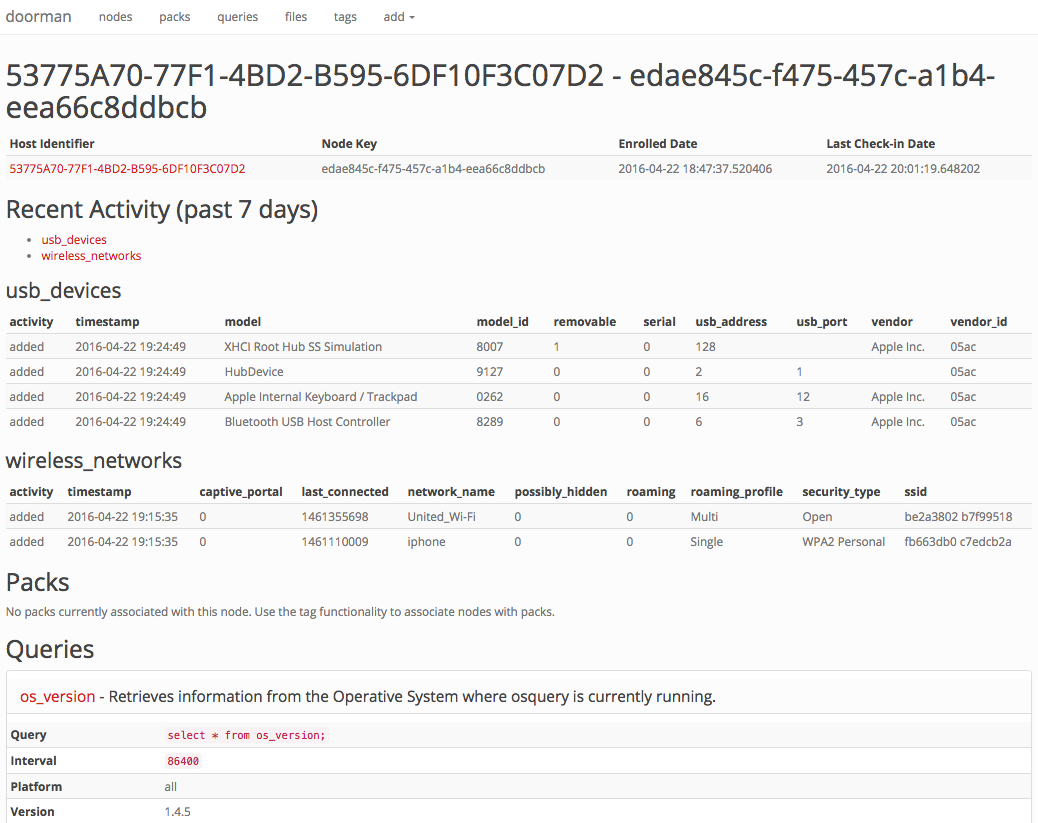 doorman nodes packs queries files tags add
53775A70-77F1-4BD2-B595-6DF10F3C07D2 - edae845c-f475-457c-a1b4-
eea66c8ddbcb
Host Identifier Node Key Enrolled Date Last Check-in Date
53775A70-77F1-4BD2-B595-6DF10F3C07D2 edae845c-f475-457c-a1b4-eea66c8ddbcb 2016-04-22 18:47:37.520406 2016-04-22 20:01:19.648202
Recent Activity (past 7 days)
• usb_devices
• wireless_networks
usb_devices
activity timestamp model model_id removable serial usb_address usb_port vendor vendor_id
added 2016-04-22 19:24:49 XHCI Root Hub SS Simulation 8007 1 0 128 Apple Inc. 05ac
added 2016-04-22 19:24:49 HubDevice 9127 0 0 2 1 05ac
added 2016-04-22 19:24:49 Apple Internal Keyboard / Trackpad 0262 0 0 16 12 Apple Inc. 05ac
added 2016-04-22 19:24:49 Bluetooth USB Host Controller 8289 0 0 6 3 Apple Inc. 05ac
wireless_networks
activity timestamp captive_portal last_connected network_name possibly_hidden roaming roaming_profile security_type ssid
added 2016-04-22 19:15:35 0 1461355698 United_Wi-Fi 0 0 Multi Open be2a3802 b7f99518
added 2016-04-22 19:15:35 0 1461110009 iphone 0 0 Single WPA2 Personal fb663db0 c7edcb2a
Packs
No packs currently associated with this node. Use the tag functionality to associate nodes with packs.
Queries
os_version - Retrieves information from the Operative System where osquery is currently running.
Query select * from os_version;
Interval 86400
Platform all
Version 1.4.5